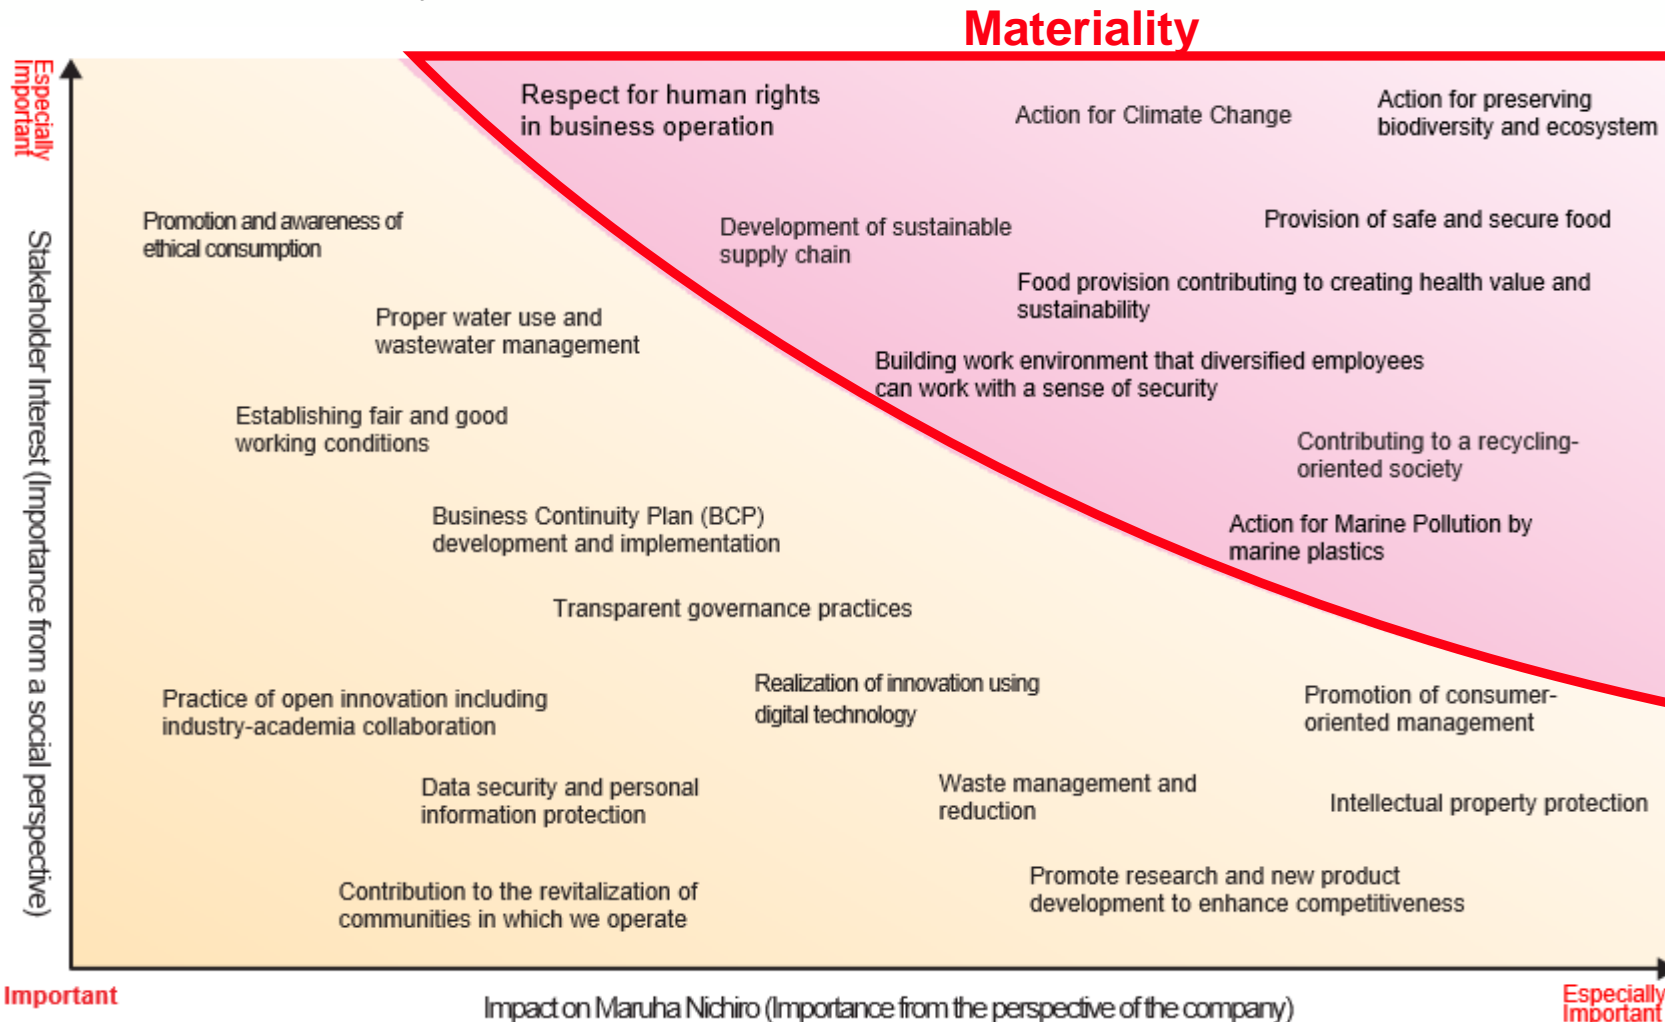 Materiality
Especially
Important
Respect for human rights
in business operation
Action for Climate Change
Action for preserving
biodiversity and ecosystem
Promotion and awareness of
ethical consumption
Development of sustainable
supply chain
Provision of safe and secure food
Food provision contributing to creating health value and
sustainability
Proper water use and
wastewater management
Building work environment that diversified employees
can work with a sense of security
Establishing fair and good
working conditions
Contributing to a recycling-
oriented society
Business Continuity Plan (BCP)
development and implementation
Action for Marine Pollution by
marine plastics
Transparent governance practices
Practice of open innovation including
industry-academia collaboration
Realization of innovation using
digital technology
Promotion of consumer-
oriented management
Data security and personal
information protection
Waste management and
reduction
Intellectual property protection
Contribution to the revitalization of
communities in which we operate
Promote research and new product
development to enhance competitiveness
Stakeholder Interest (Importance from a social perspective)
Important
Impact on Maruha Nichiro (Importance from the perspective of the company)
Especially
Important